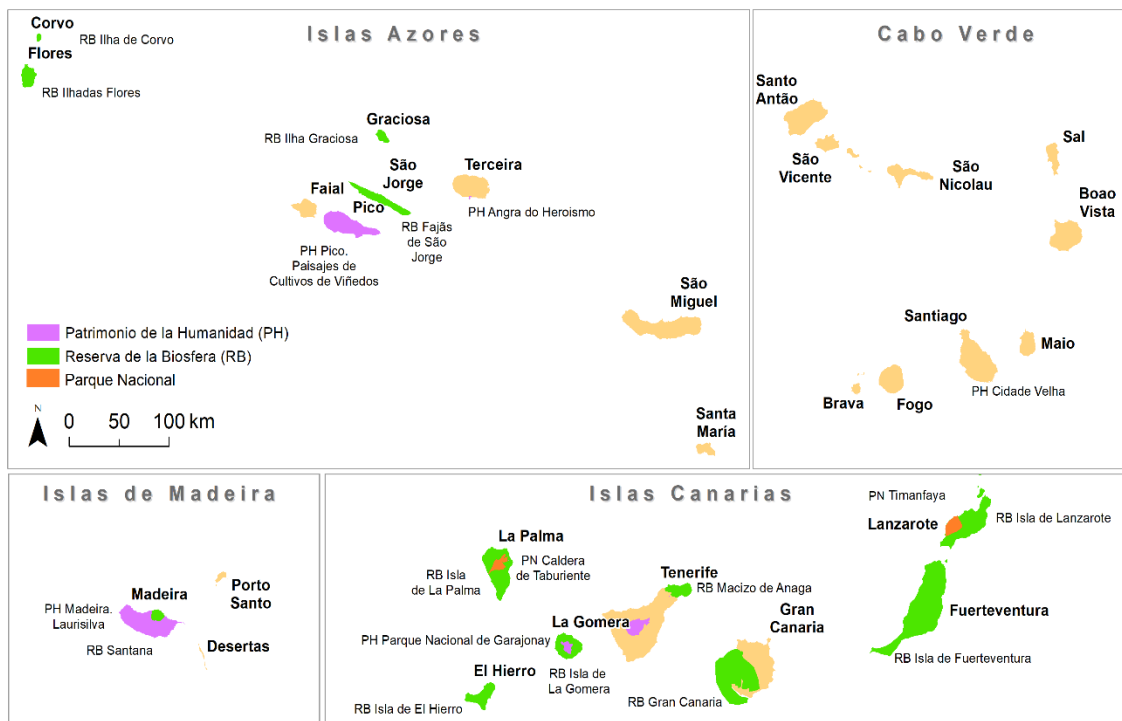 Islas Azores
Corvo
RB Ilha de Corvo
Flores
RB Ilhadas Flores
Graciosa
RB Ilha Graciosa
São
Jorge
Terceira
Faial
Pico
PH Angra do Heroismo
RB Fajãs
de São
Jorge
PH Pico.
Paisajes de
Cultivos de Viñedos
São
Miguel
Patrimonio de la Humanidad (PH)
Reserva de la Biosfera (RB)
Parque Nacional
N
0 50 100 km
Santa
María
Cabo Verde
Santo
Antão
Sal
São
Vicente
São
Nicolau
Boao
Vista
Santiago
Maio
PH Cidade Velha
Brava
Fogo
Islas de Madeira
Porto
Santo
Madeira
PH Madeira.
Laurisilva
RB Santana
Desertas
Islas Canarias
PN Timanfaya
Lanzarote
RB Isla de Lanzarote
La Palma
PN Caldera
de Taburiente
RB Isla
de La Palma
Tenerife
RB Macizo de Anaga
Fuerteventura
Gran
Canaria
La Gomera
PH Parque Nacional de Garajonay
RB Isla de Fuerteventura
El Hierro
RB Isla de
La Gomera
RB Isla de El Hierro
RB Gran Canaria